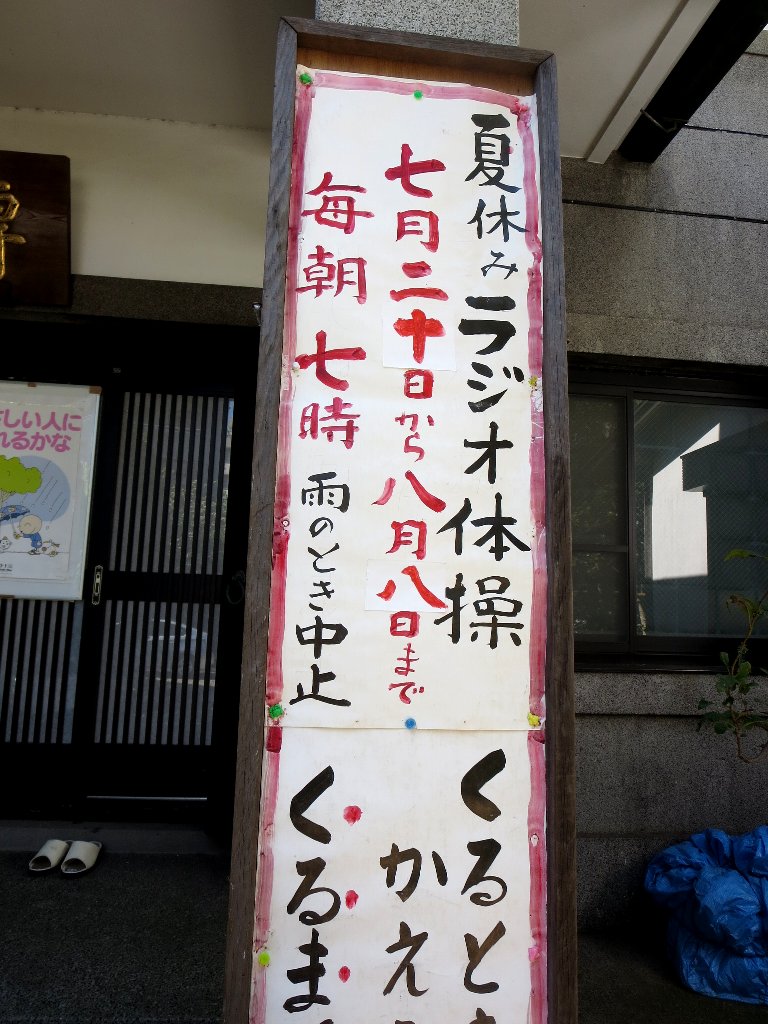 夏休みラジオ体操
七月二十日から八月八日まで
毎朝七時雨のとき中止
くると
かえ
くるま
しい人に
れるかな